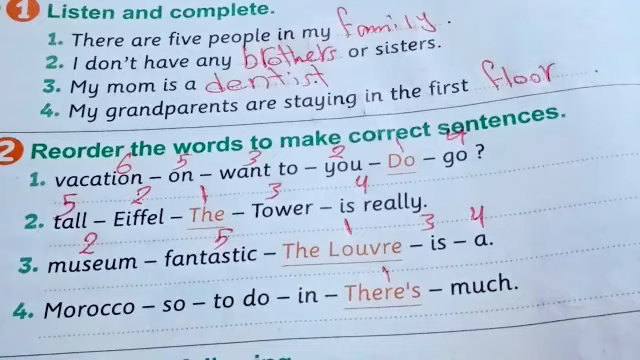 1 Listen and complete.
1. There are five people in my family.
2. I don't have any brothers or sisters.
3. My mom is a dentist
4. My grandparents are staying in the first floor.
2 Reorder the words to make correct sentences.
6 5 3 2 1 4
1. vacation – on – want to – you – Do – go ?
5 2 1 3 4
2. tall – Eiffel – The – Tower – is really.
2 5 1 3 4
3. museum – fantastic – The Louvre – is – a.
1
4. Morocco – so – to do – in – There's – much.